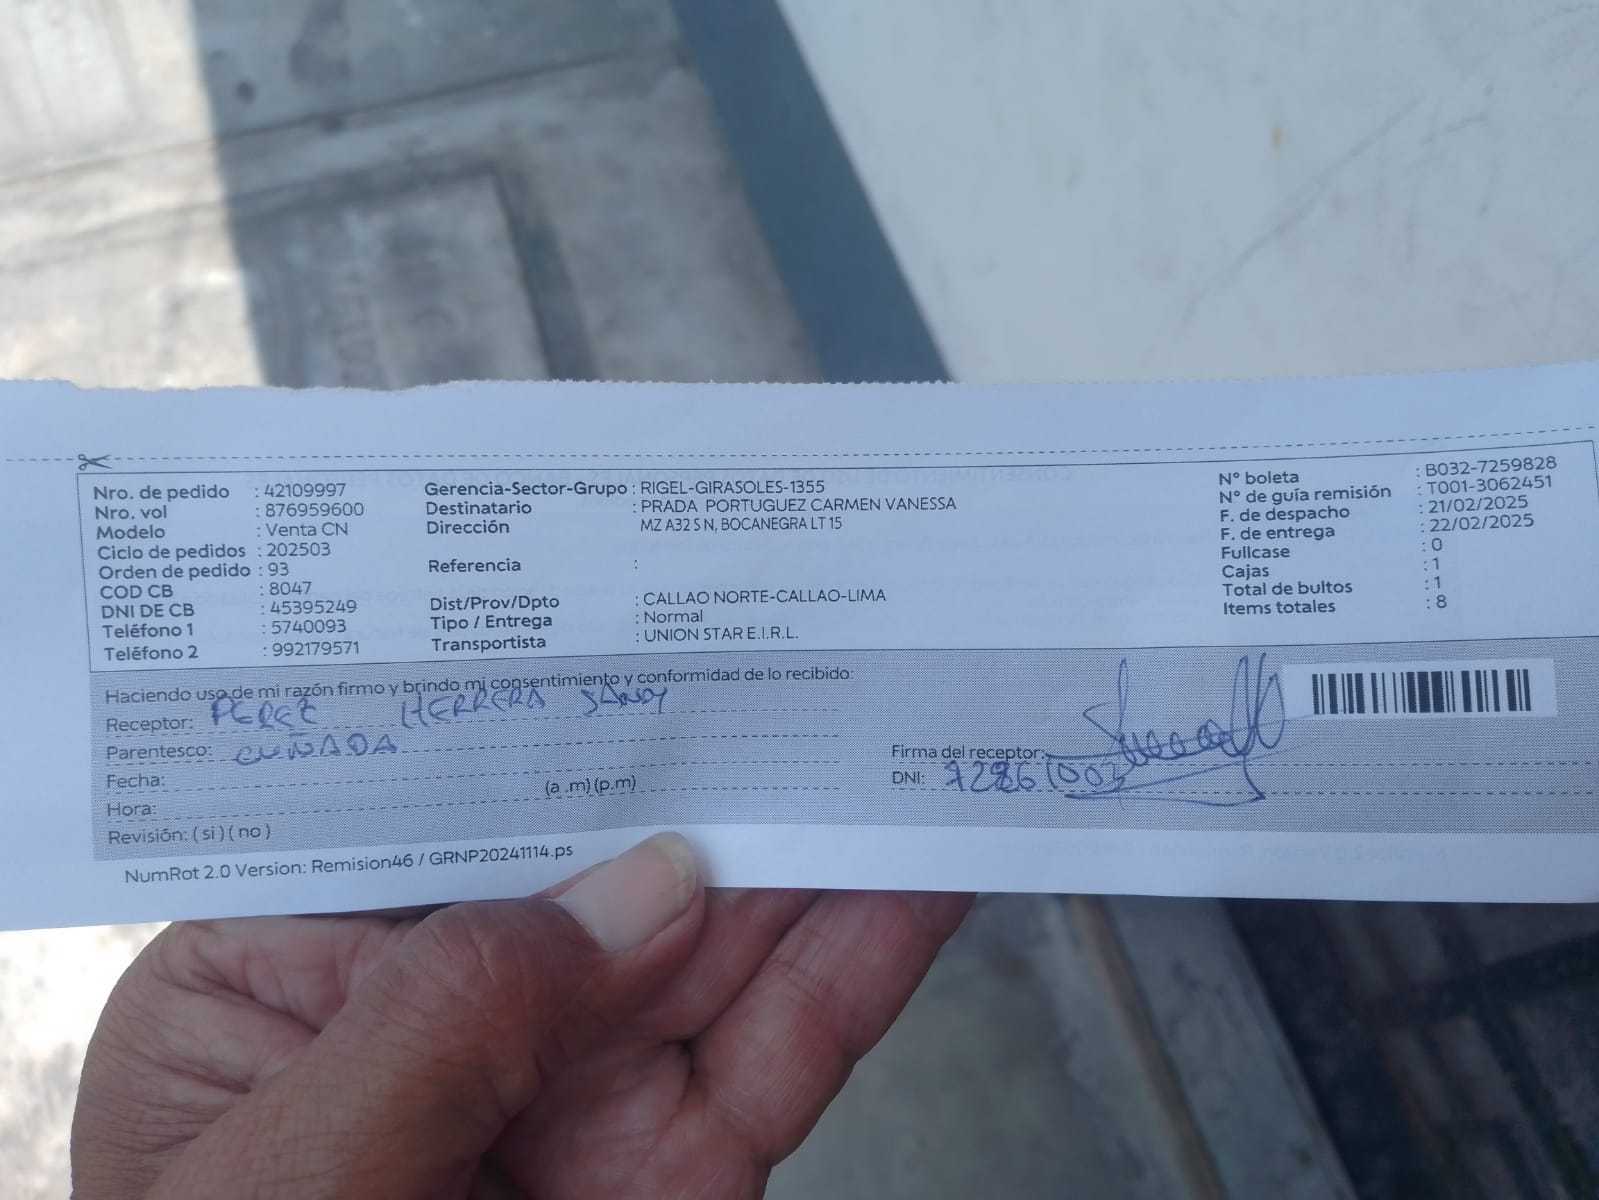 Nro. de pedido : 42109997
Nro. vol : 876959600
Modelo : Venta CN
Ciclo de pedidos : 202503
Orden de pedido : 93
COD CB : 8047
DNI DE CB : 45395249
Teléfono 1 : 5740093
Teléfono 2 : 992179571
Gerencia-Sector-Grupo : RIGEL-GIRASOLES-1355
Destinatario : PRADA PORTUGUEZ CARMEN VANESSA
Dirección MZ A32 S N, BOCANEGRA LT 15
Referencia :
Dist/Prov/Dpto : CALLAO NORTE-CALLAO-LIMA
Tipo / Entrega : Normal
Transportista : UNION STAR E.I.R.L.
N° boleta : B032-7259828
N° de guía remisión : T001-3062451
F. de despacho : 21/02/2025
F. de entrega : 22/02/2025
Fullcase : 0
Cajas : 1
Total de bultos : 1
Items totales : 8
Haciendo uso de mi razón firmo y brindo mi consentimiento y conformidad de lo recibido:
Receptor: PEREZ HERRERA SANDY
Parentesco: CUÑADA
Fecha:
Hora: (a .m) (p.m)
Revisión: ( si ) ( no )
Firma del receptor:
DNI:
NumRot 2.0 Version: Remision46 / GRNP20241114.ps